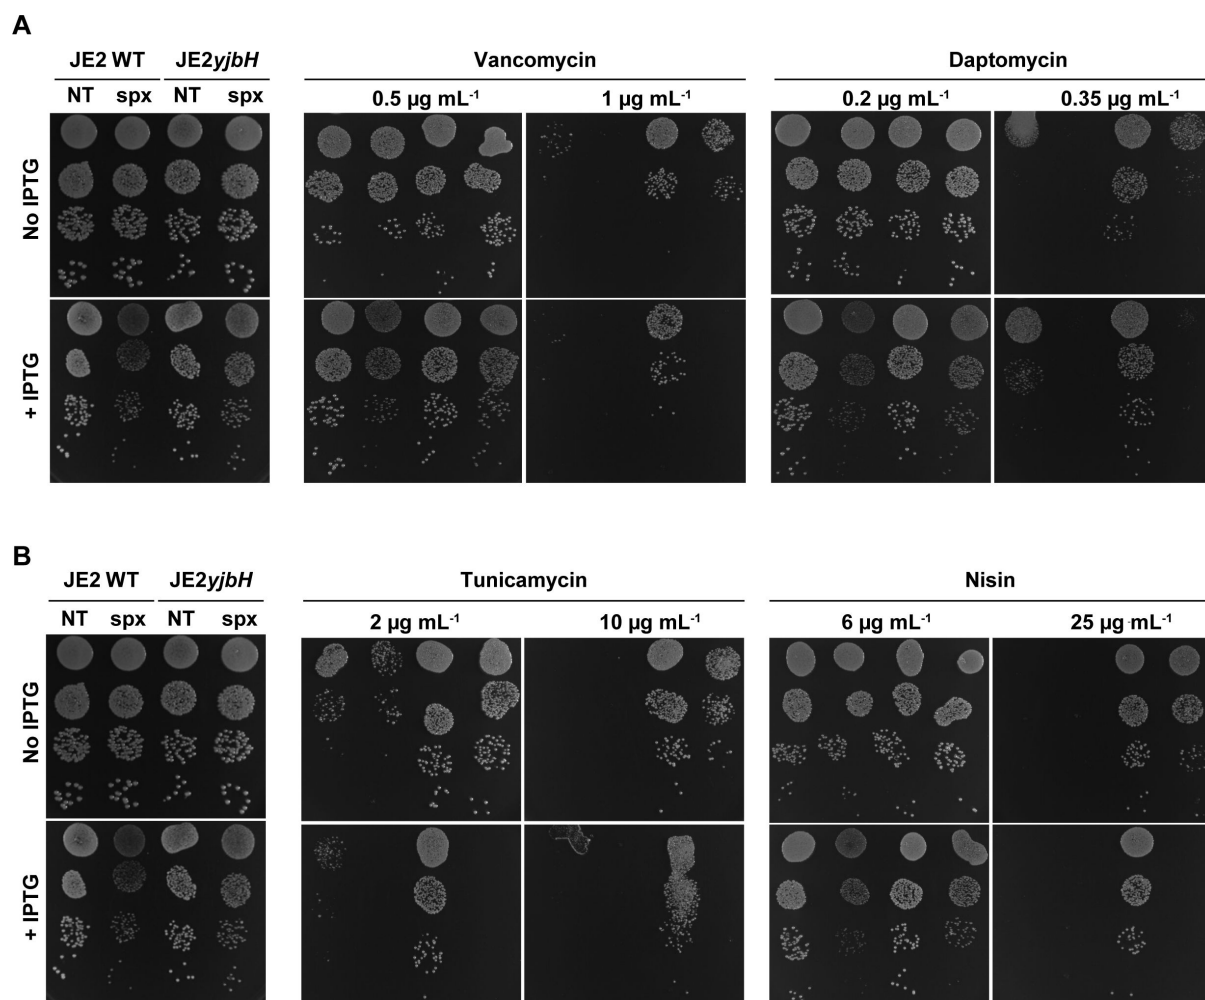 A
JE2 WT JE2yjbH Vancomycin Daptomycin
NT spx NT spx 0.5 µg mL-1 1 µg mL-1 0.2 µg mL-1 0.35 µg mL-1
No IPTG
+ IPTG
B
JE2 WT JE2yjbH Tunicamycin Nisin
NT spx NT spx 2 µg mL-1 10 µg mL-1 6 µg mL-1 25 µg mL-1
No IPTG
+ IPTG